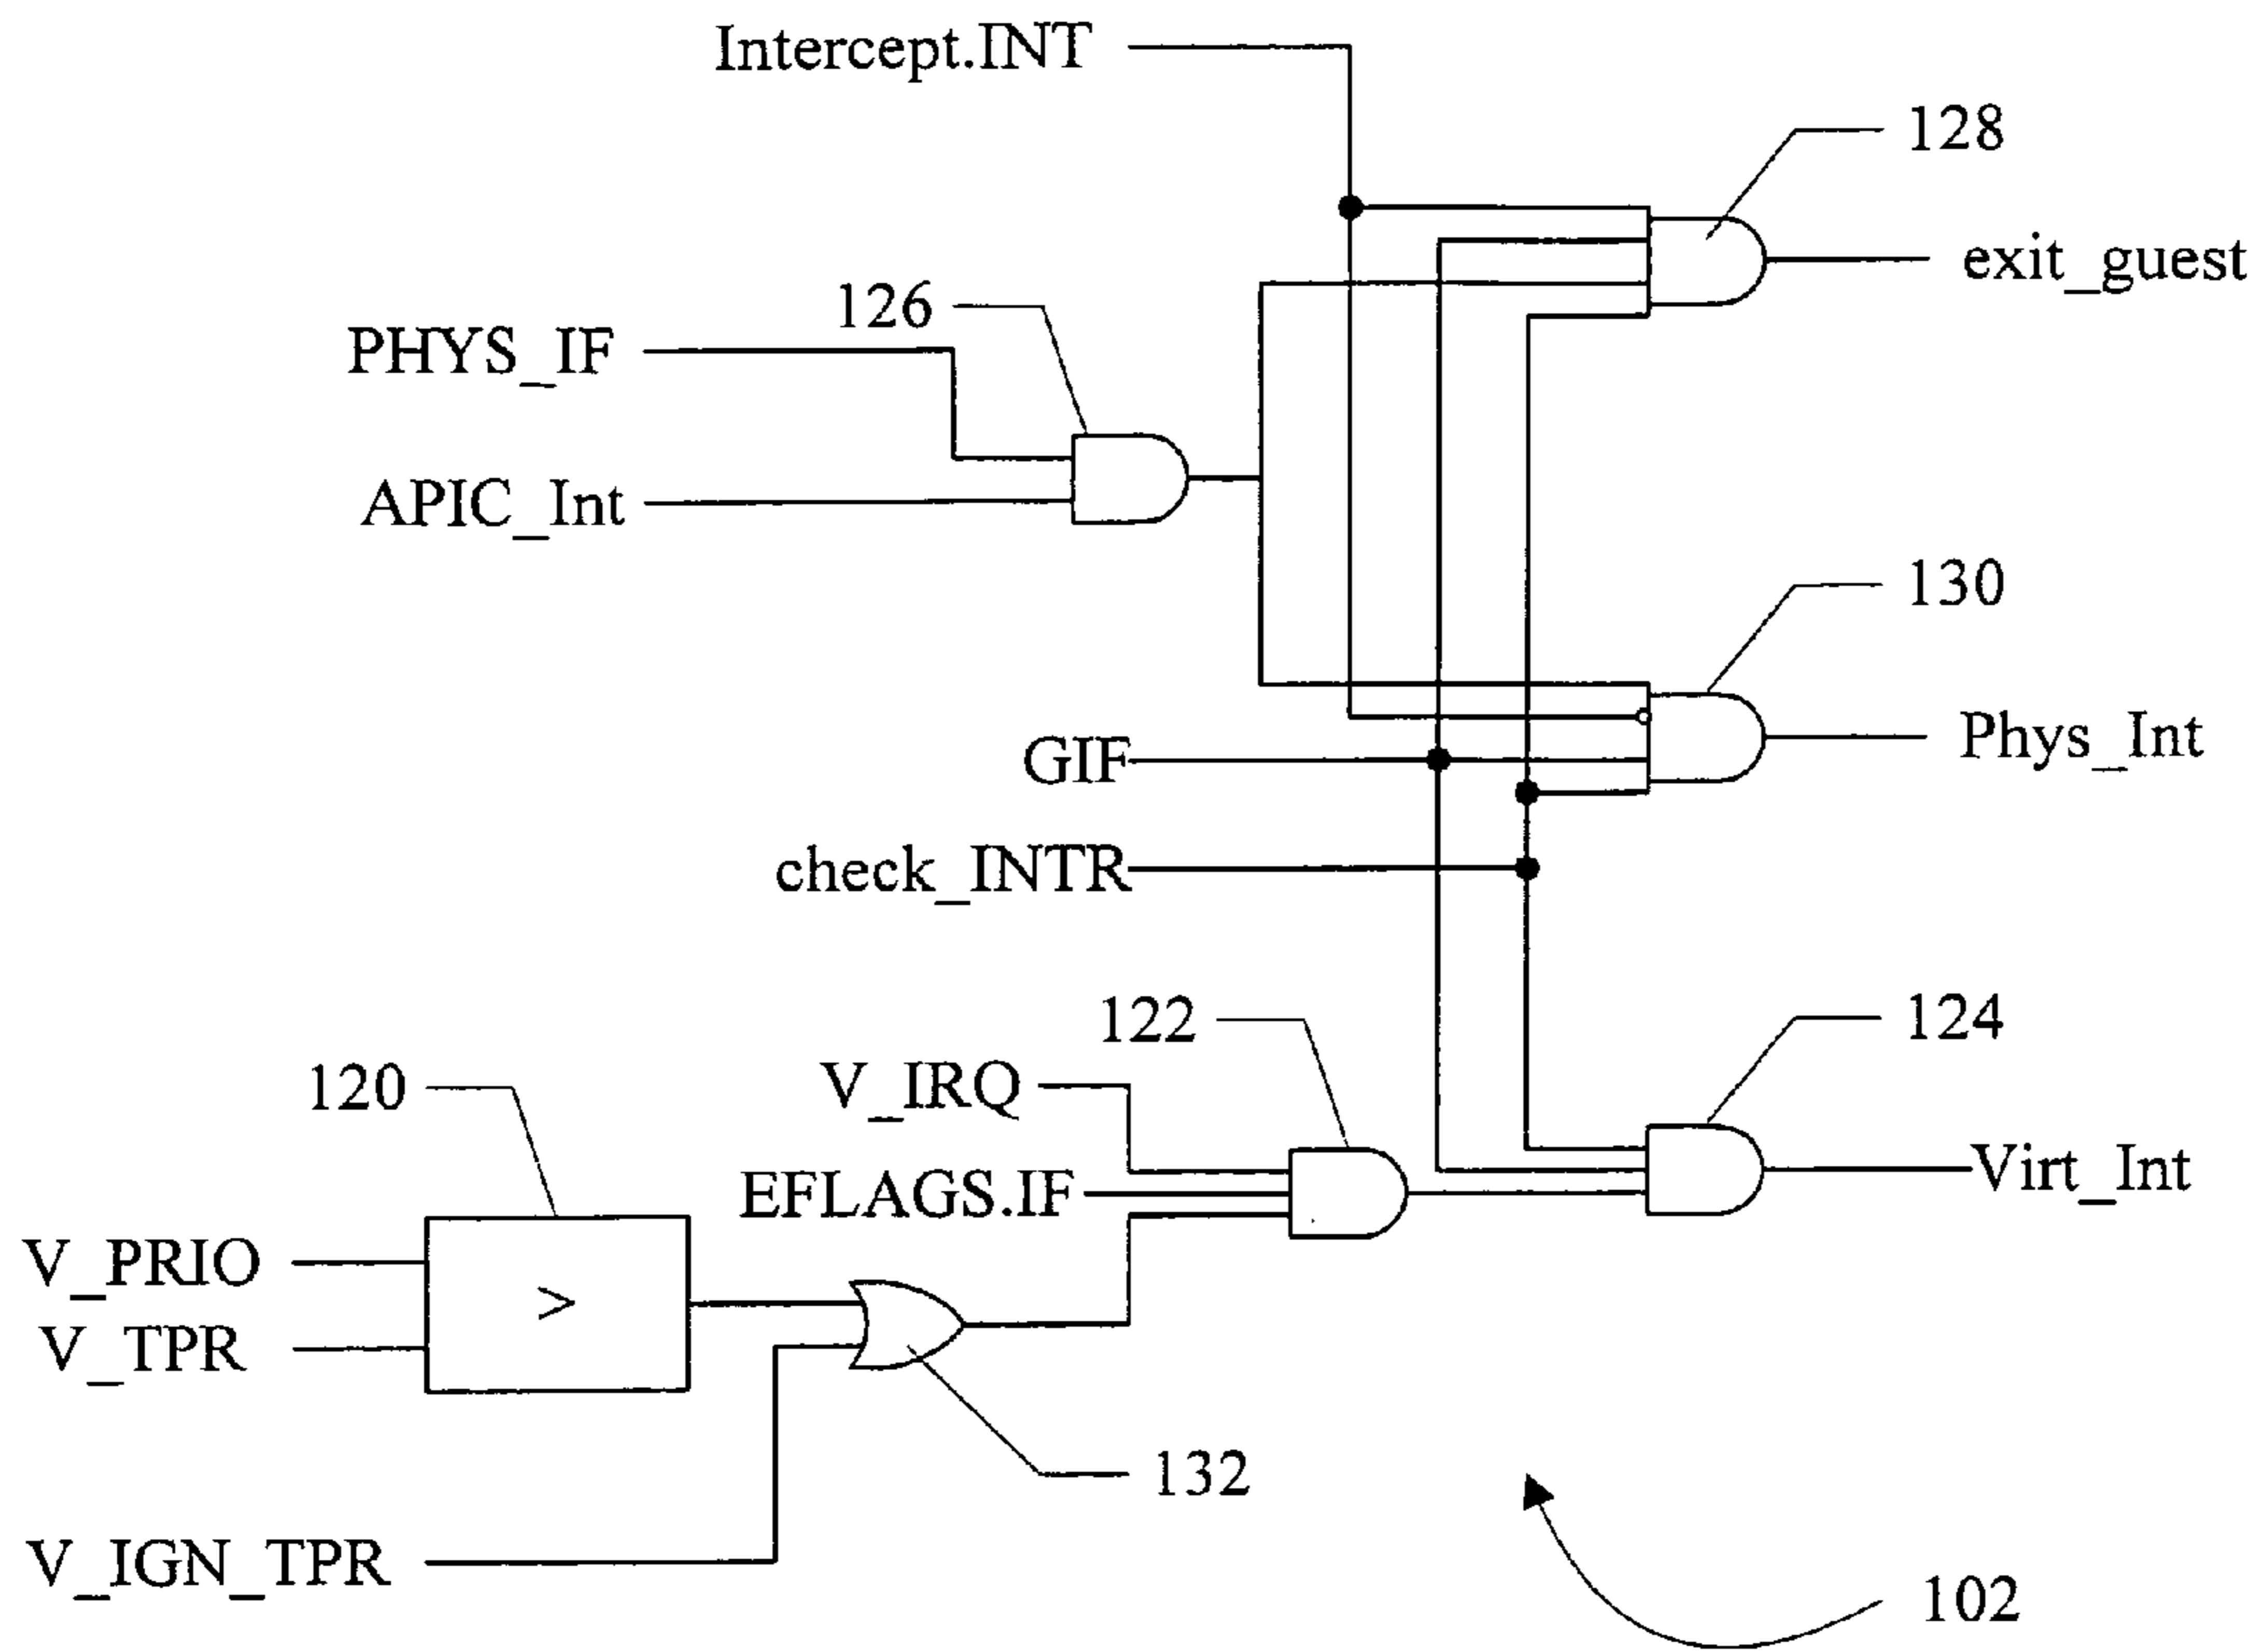 Intercept.INT
128
exit_guest
126
PHYS_IF
APIC_Int
130
Phys_Int
GIF
check_INTR
122
124
V_IRQ
120
EFLAGS.IF
Virt_Int
V_PRIO
>
V_TPR
132
V_IGN_TPR
102